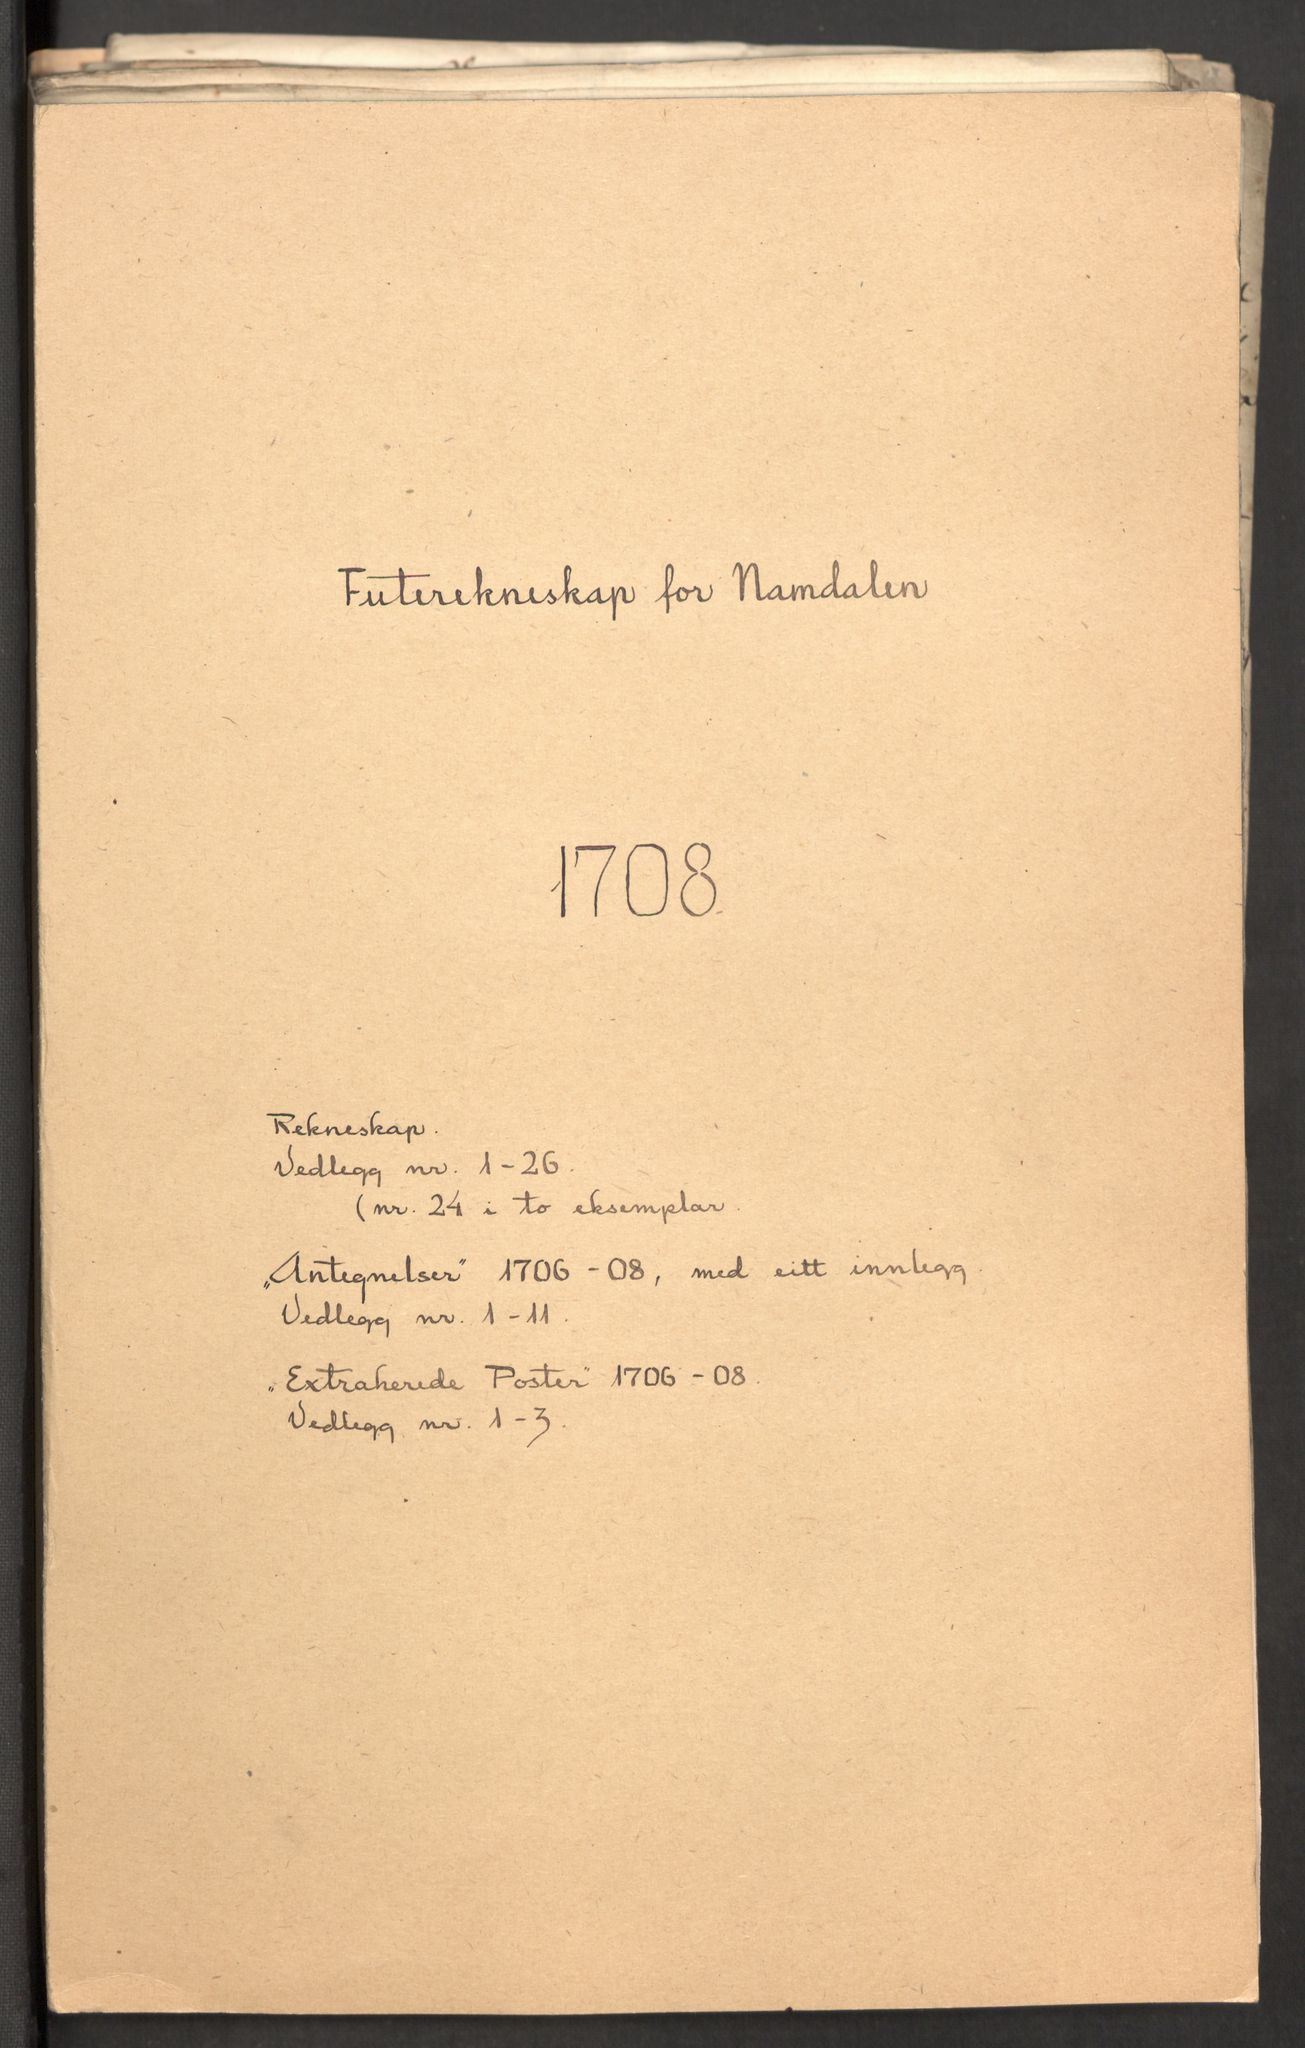 Futerekneskap for Namdalen
1708.
Rekneskap.
Vedlegg nr. 1-26.
(nr. 24 i to eksemplar.
„Antegnelser" 1706-08, med eitt innlegg.
Vedlegg nr. 1-11.
„Extraherede Poster" 1706-08.
Vedlegg nr. 1-3.